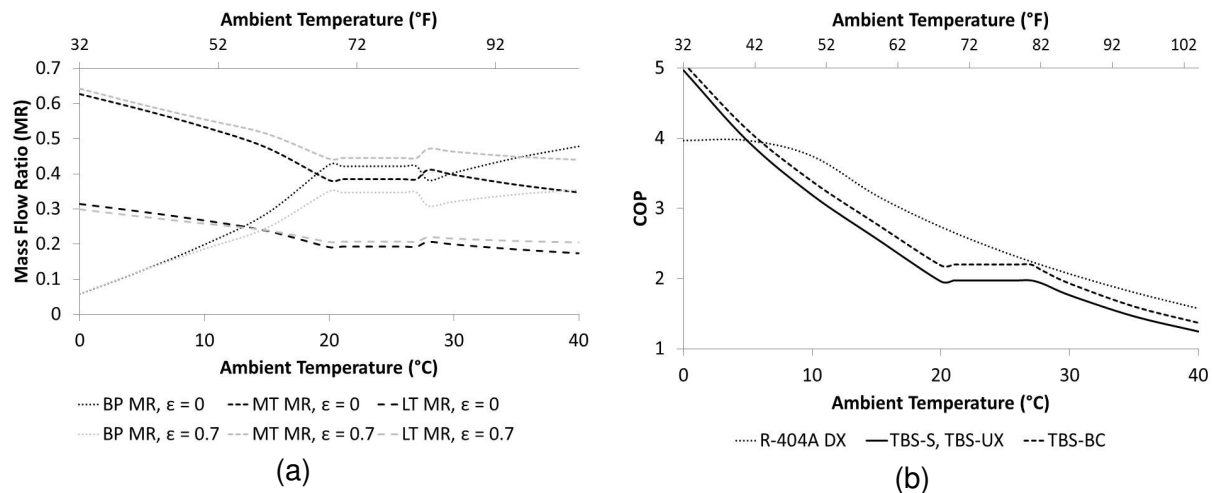 Ambient Temperature (°F)
32 52 72 92
0.7
0.6
0.5
0.4
0.3
0.2
0.1
0
Mass Flow Ratio (MR)
0 10 20 30 40
Ambient Temperature (°C)
BP MR, ε = 0 MT MR, ε = 0 LT MR, ε = 0
BP MR, ε = 0.7 MT MR, ε = 0.7 LT MR, ε = 0.7
(a)
Ambient Temperature (°F)
32 42 52 62 72 82 92 102
5
4
3
2
1
COP
0 10 20 30 40
Ambient Temperature (°C)
R-404A DX TBS-S, TBS-UX TBS-BC
(b)